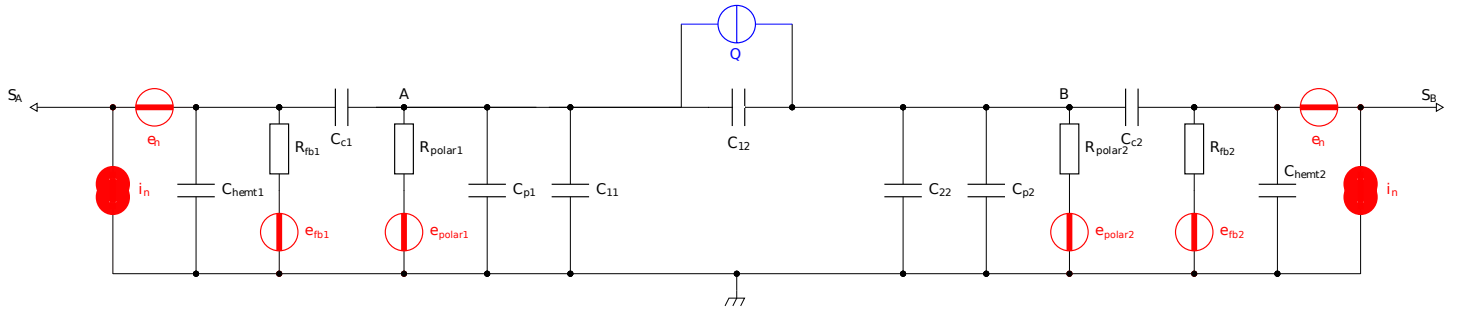 Q
S_A
A
B
S_B
e_n
C_c1
C_12
C_c2
e_n
R_fb1
R_polar1
R_polar2
R_fb2
i_n
C_hemt1
C_p1
C_11
C_22
C_p2
C_hemt2
i_n
e_fb1
e_polar1
e_polar2
e_fb2